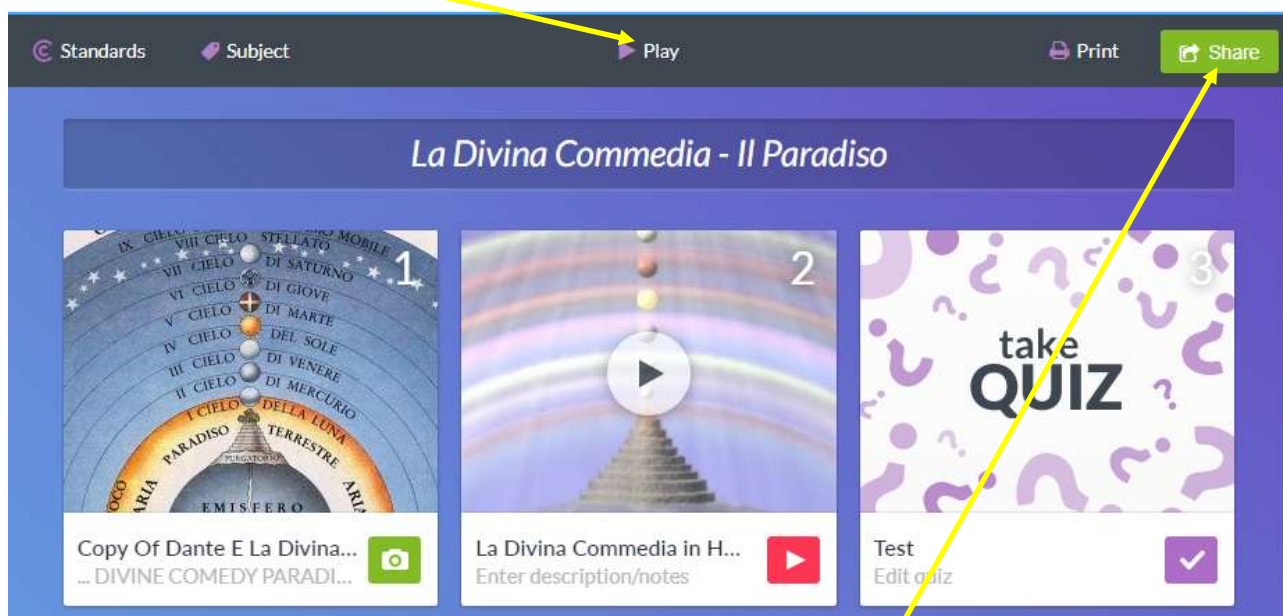 Standards Subject Play Print Share
La Divina Commedia - Il Paradiso
1
IX CIELO MOBILE
VIII CIELO STELLATO
VII CIELO DI SATURNO
VI CIELO DI GIOVE
V CIELO DI MARTE
IV CIELO DEL SOLE
III CIELO DI VENERE
II CIELO DI MERCURIO
I CIELO DELLA LUNA
PARADISO TERRESTRE
PURGATORIO
ARIA ARIA
EMISFERO
2
3
take
QUIZ
Copy Of Dante E La Divina...
... DIVINE COMEDY PARADI...
La Divina Commedia in H...
Enter description/notes
Test
Edit quiz